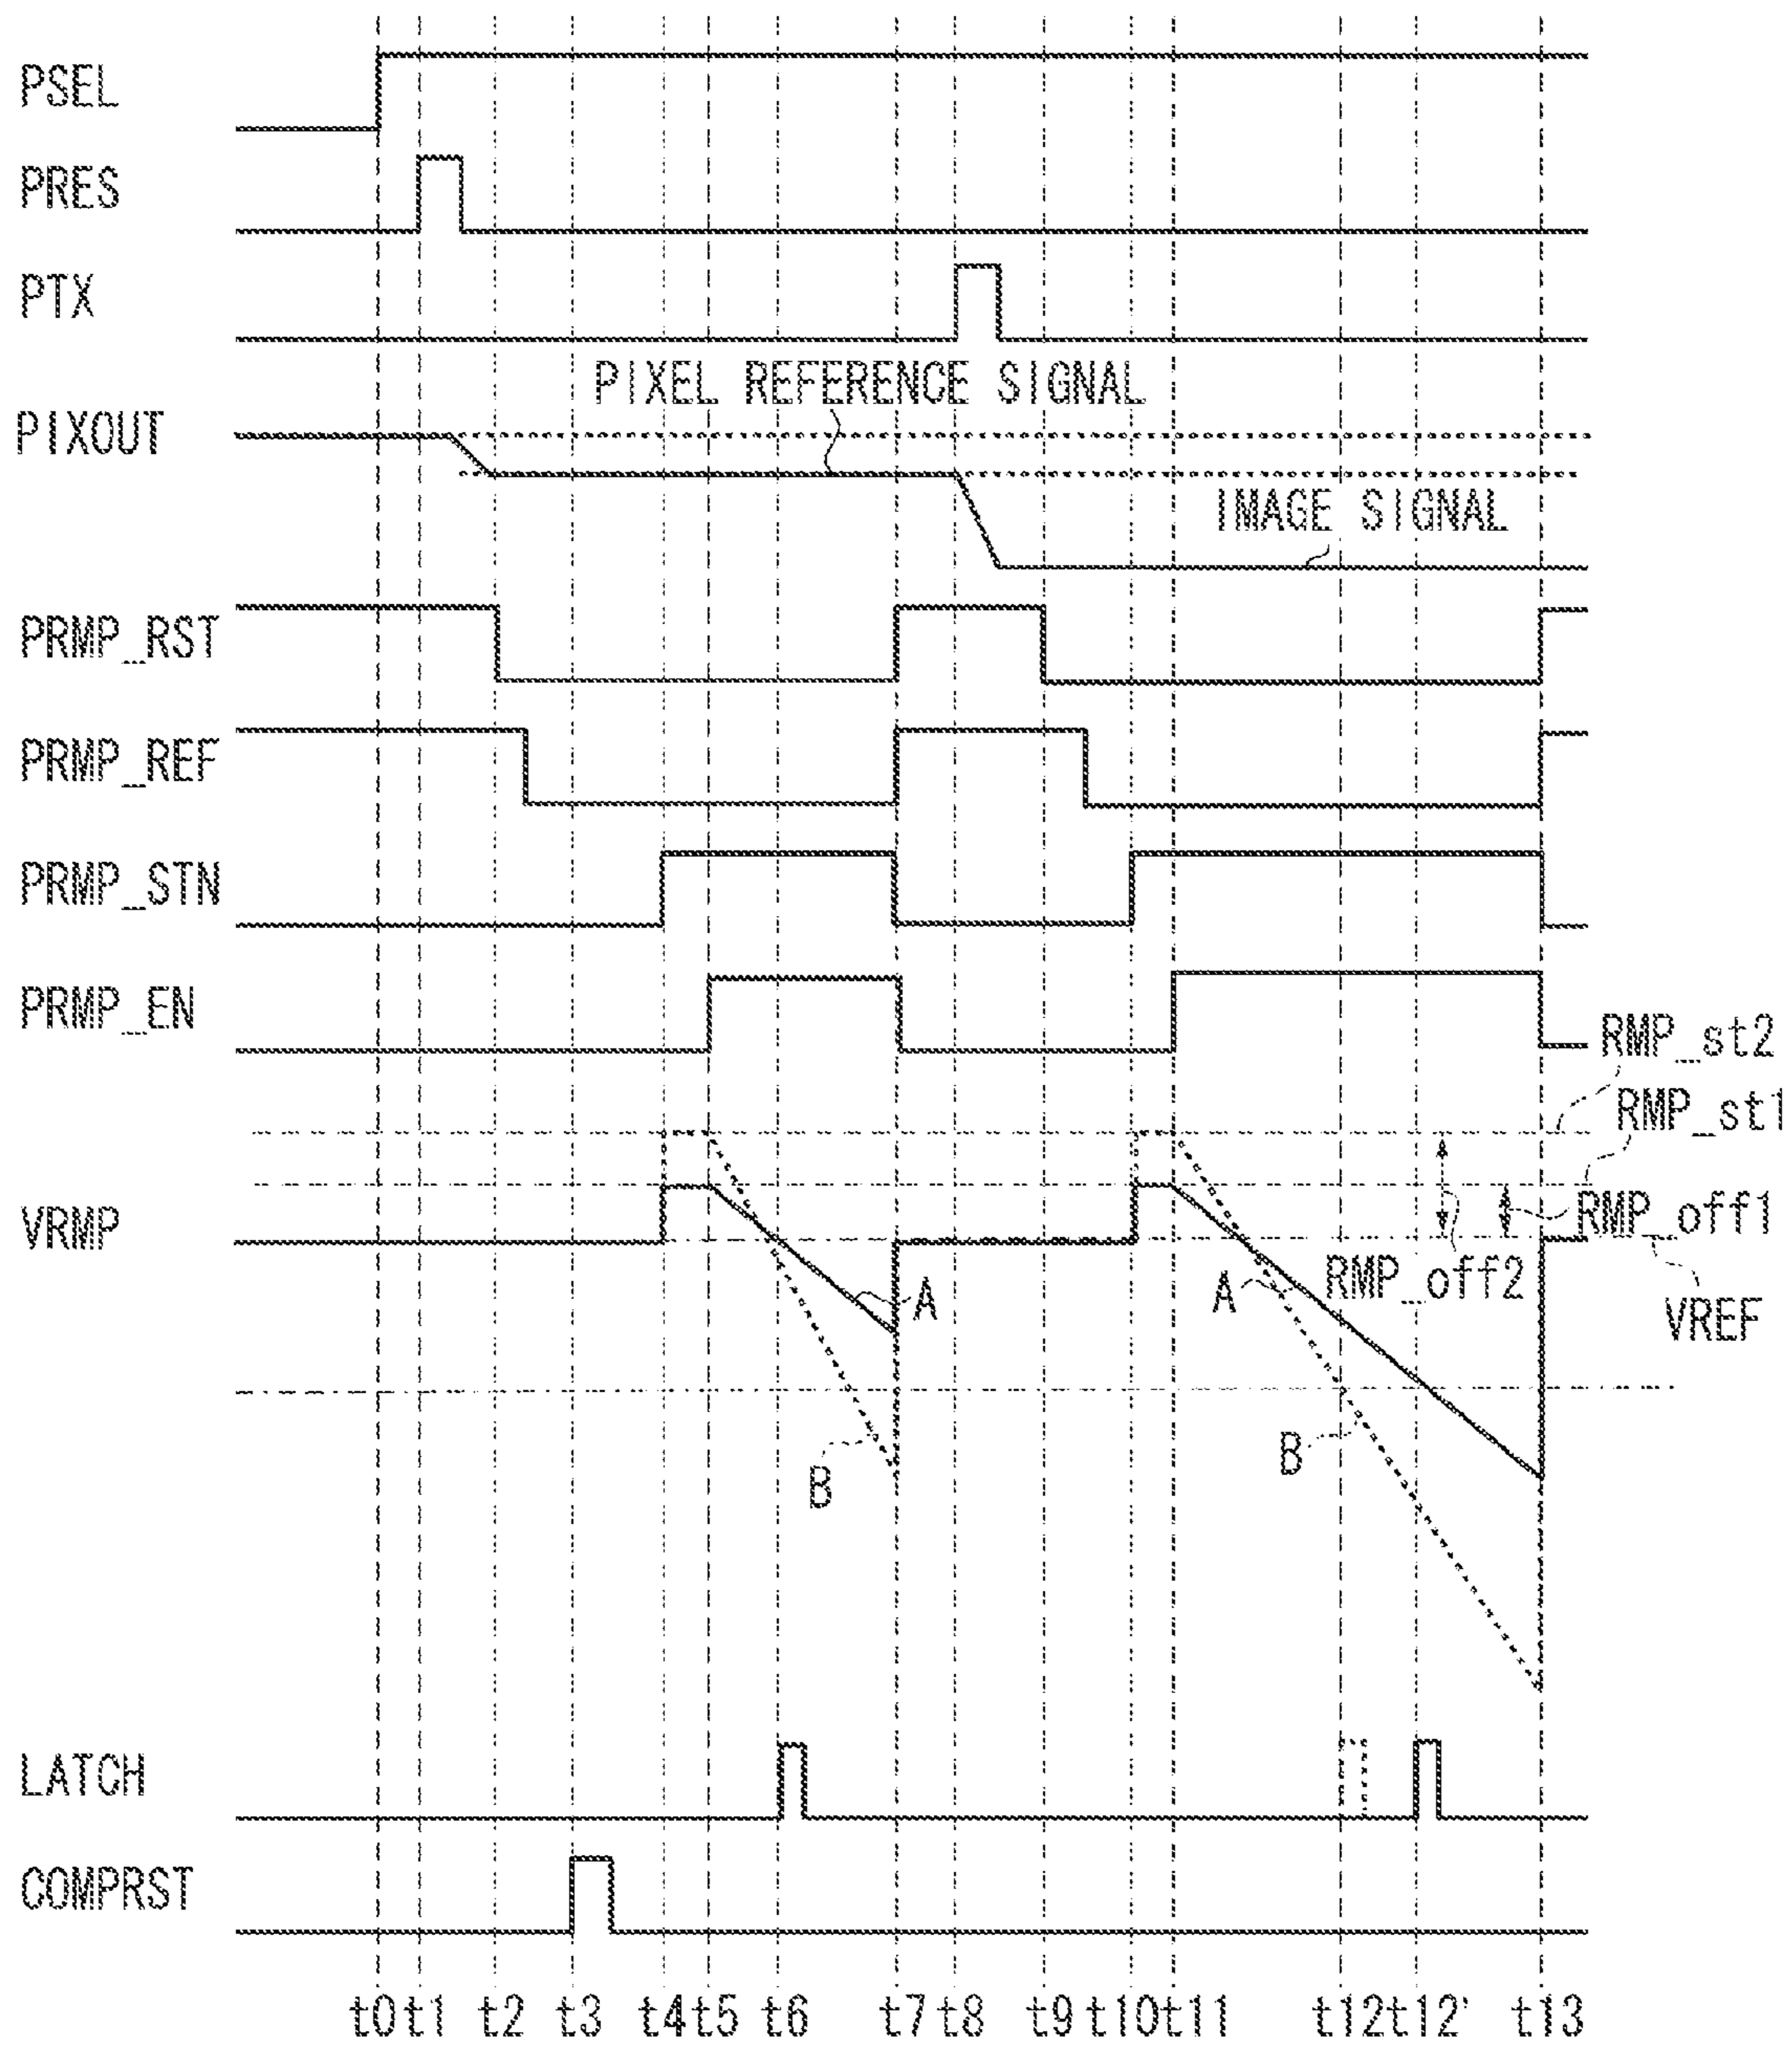 PSEL
PRES
PTX
PIXEL REFERENCE SIGNAL
PIXOUT
IMAGE SIGNAL
PRMP_RST
PRMP_REF
PRMP_STN
PRMP_EN
RMP_st2
RMP_st1
VRMP
RMP_off1
RMP_off2
A
A
VREF
B
B
LATCH
COMPRST
t0 t1 t2 t3 t4 t5 t6 t7 t8 t9 t10 t11 t12 t12' t13